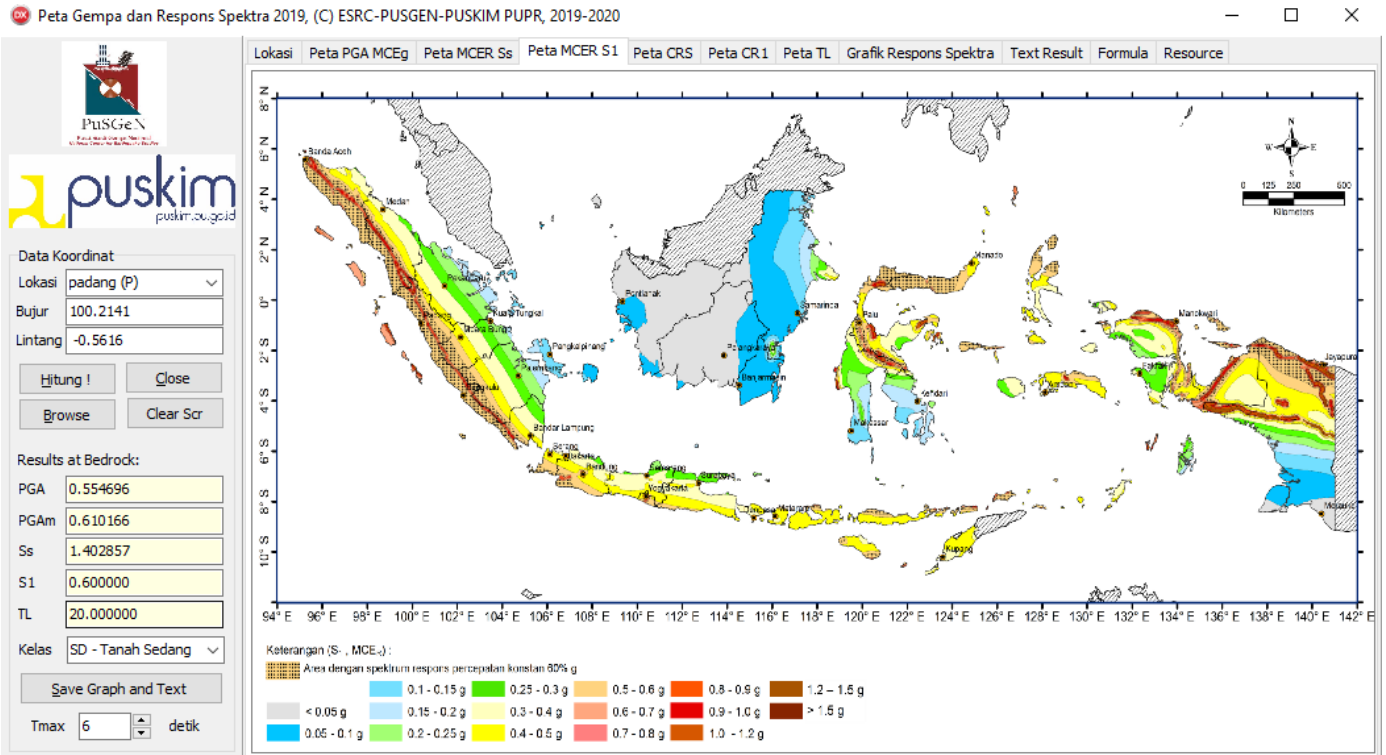 Peta Gempa dan Respons Spektra 2019, (C) ESRC-PUSGEN-PUSKIM PUPR, 2019-2020
PuSGeN
puskim
puskim.pu.go.id
Data Koordinat
Lokasi padang (P)
Bujur 100.2141
Lintang -0.5616
Hitung ! Close
Browse Clear Scr
Results at Bedrock:
PGA 0.554696
PGAm 0.610166
Ss 1.402857
S1 0.600000
TL 20.000000
Kelas SD - Tanah Sedang
Save Graph and Text
Tmax 6 detik
Lokasi Peta PGA MCEg Peta MCER Ss Peta MCER S1 Peta CRS Peta CR1 Peta TL Grafik Respons Spektra Text Result Formula Resource
8° N
6° N
4° N
2° N
0°
2° S
4° S
6° S
8° S
10° S
Banda Aceh
Medan
Kuala Tungkal
Muara Bungo
Pangkalpinang
Bandar Lampung
Serang
Bandung
Semarang
Surabaya
Yogyakarta
Mataram
Kupang
Pontianak
Samarinda
Banjarmasin
Manado
Palu
Kendari
Makassar
Manokwari
Jayapura
N
W E
S
0 125 250 500
Kilometers
94° E 96° E 98° E 100° E 102° E 104° E 106° E 108° E 110° E 112° E 114° E 116° E 118° E 120° E 122° E 124° E 126° E 128° E 130° E 132° E 134° E 136° E 138° E 140° E 142° E
Keterangan (S₁, MCE
Area dengan spektrum respons percepatan konstan 60% g
0.1 - 0.15 g 0.25 - 0.3 g 0.5 - 0.6 g 0.8 - 0.9 g 1.2 – 1.5 g
< 0.05 g 0.15 - 0.2 g 0.3 - 0.4 g 0.6 - 0.7 g 0.9 - 1.0 g > 1.5 g
0.05 - 0.1 g 0.2 - 0.25 g 0.4 - 0.5 g 0.7 - 0.8 g 1.0 - 1.2 g